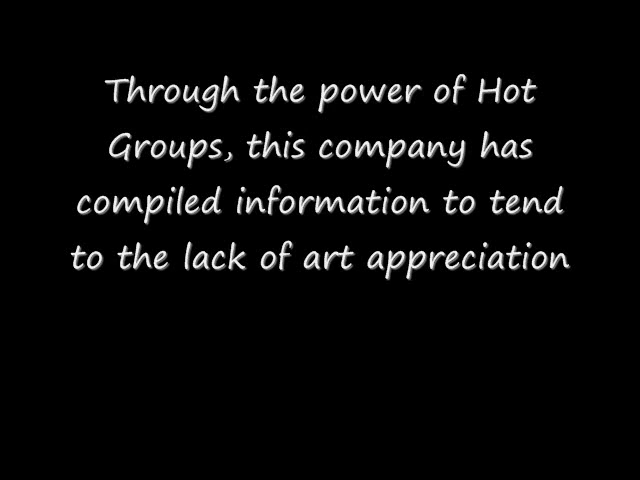 Through the power of Hot
Groups, this company has
compiled information to tend
to the lack of art appreciation